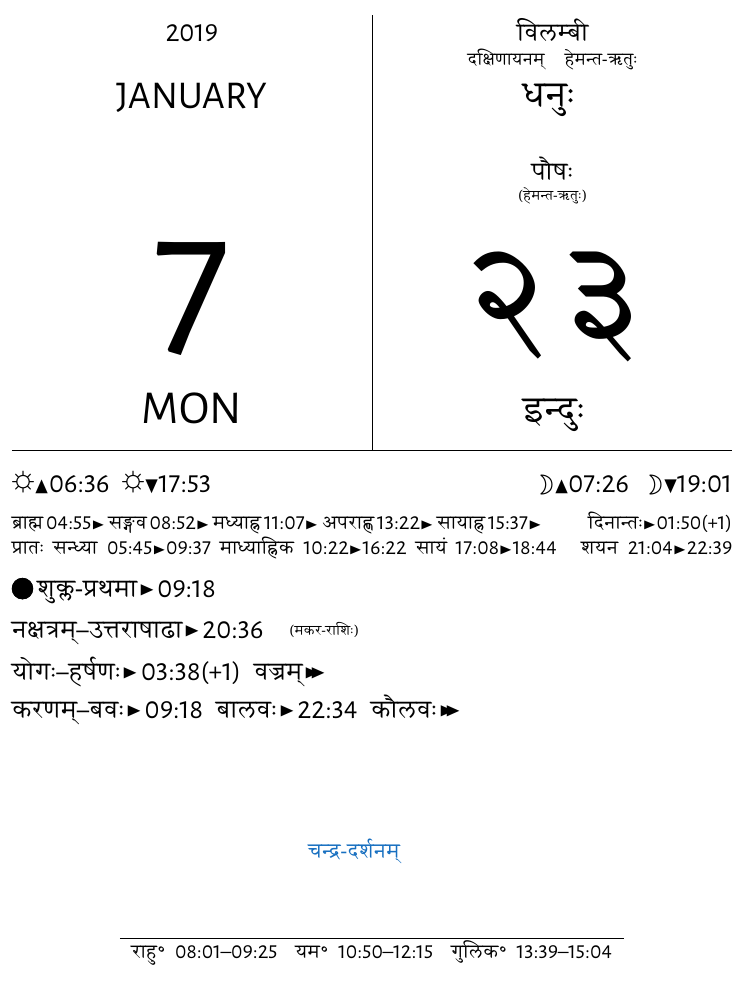 2019
JANUARY
7
MON
विलम्बी
दक्षिणायनम् हेमन्त-ऋतुः
धनुः
पौषः
(हेमन्त-ऋतुः)
२३
इन्दुः
☼▲06:36 ☼▼17:53 ☽▲07:26 ☽▼19:01
ब्राह्म 04:55► सङ्गव 08:52► मध्याह्न 11:07► अपराह्ण 13:22► सायाह्न 15:37► दिनान्तः►01:50(+1)
प्रातः सन्ध्या 05:45►09:37 माध्याह्निक 10:22►16:22 सायं 17:08►18:44 शयन 21:04►22:39
●शुक्ल-प्रथमा►09:18
नक्षत्रम्–उत्तराषाढा►20:36 (मकर-राशिः)
योगः–हर्षणः►03:38(+1) वज्रम्►►
करणम्–बवः►09:18 बालवः►22:34 कौलवः►►
चन्द्र-दर्शनम्
राहु° 08:01–09:25 यम° 10:50–12:15 गुलिक° 13:39–15:04